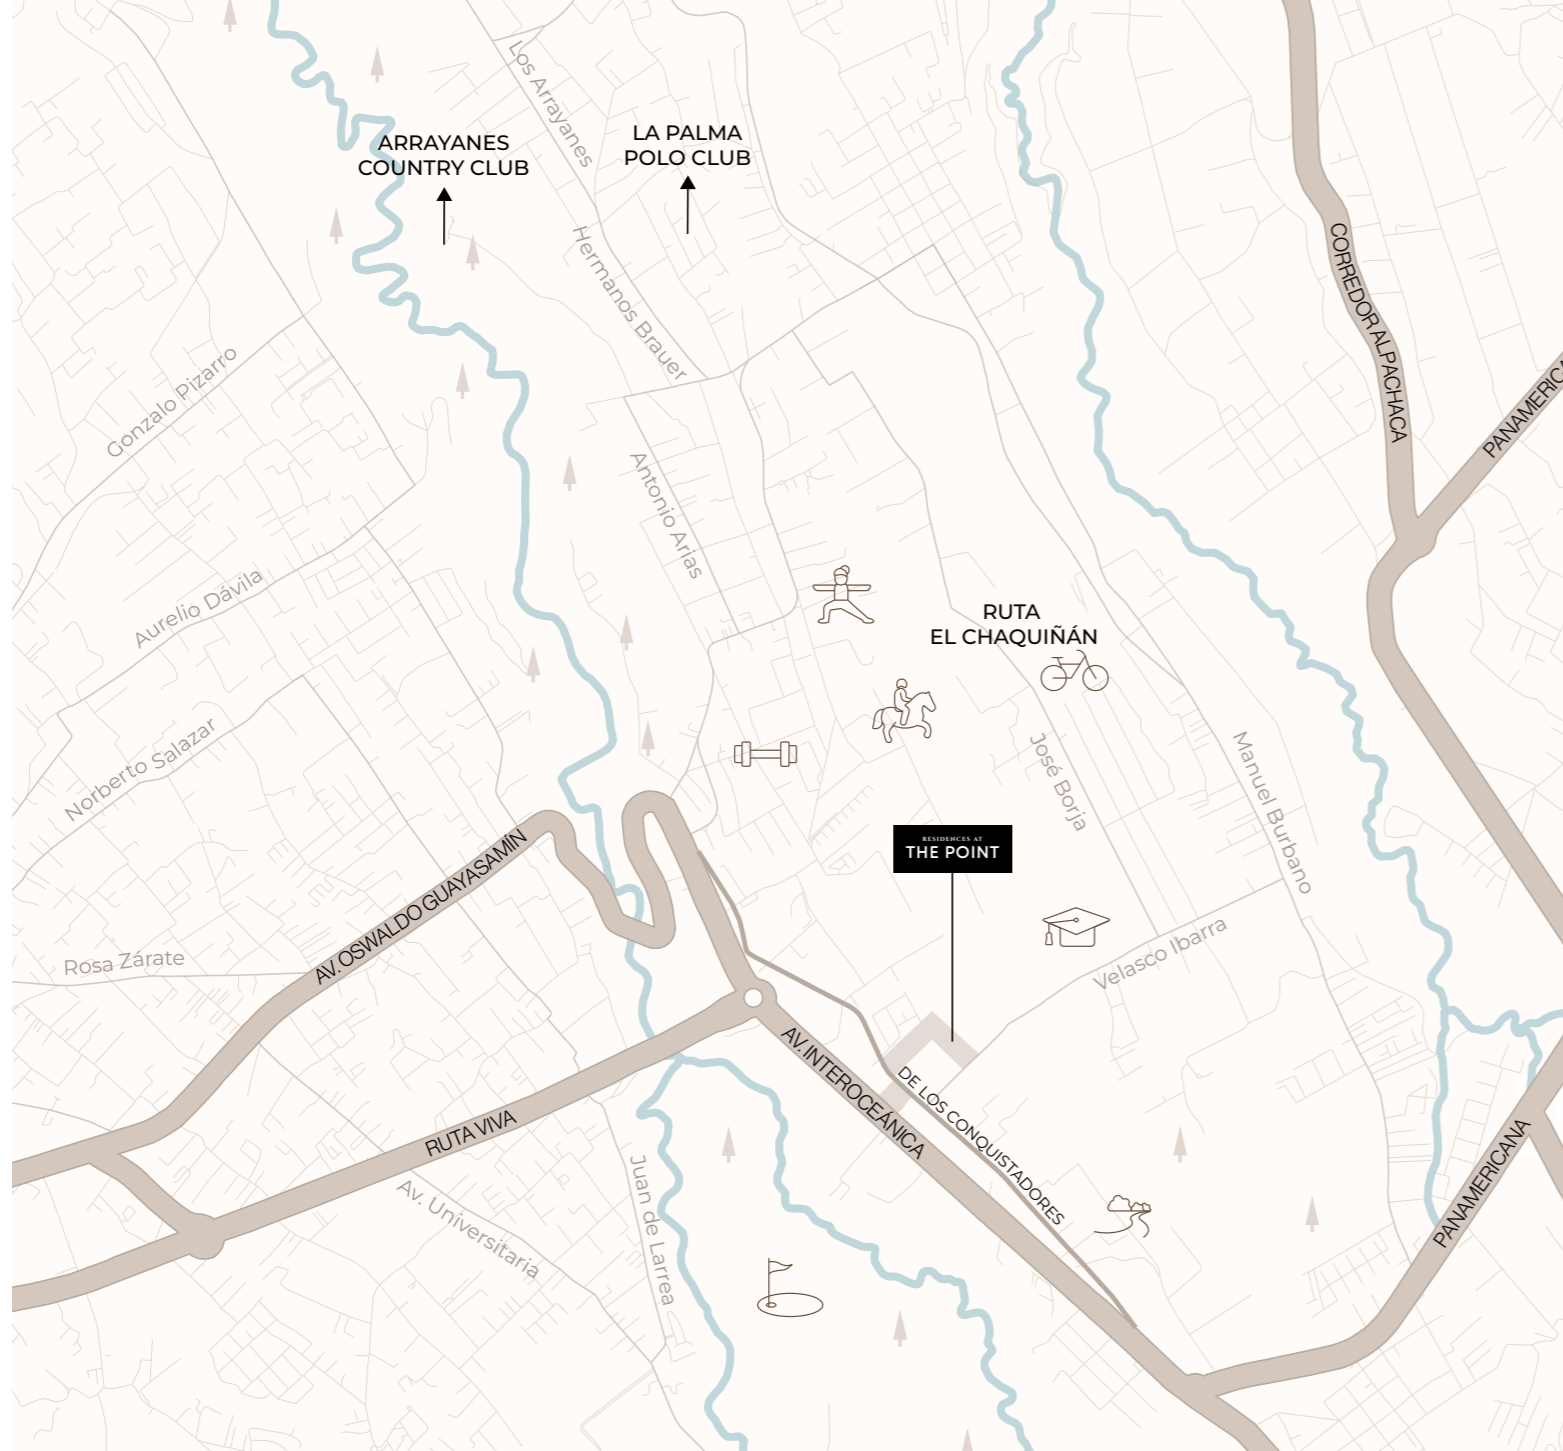 Los Arrayanes
ARRAYANES
COUNTRY CLUB
LA PALMA
POLO CLUB
Hermanos Brauer
CORREDOR ALPACHACA
Gonzalo Pizarro
PANAMERICA
Antonio Arias
Aurelio Dávila
RUTA
EL CHAQUIÑÁN
Norberto Salazar
José Borja
Manuel Burbano
RESIDENCES AT
THE POINT
AV. OSWALDO GUAYASAMÍN
Rosa Zárate
Velasco Ibarra
AV. INTEROCEÁNICA
DE LOS CONQUISTADORES
RUTA VIVA
PANAMERICANA
Av. Universitaria
Juan de Larrea